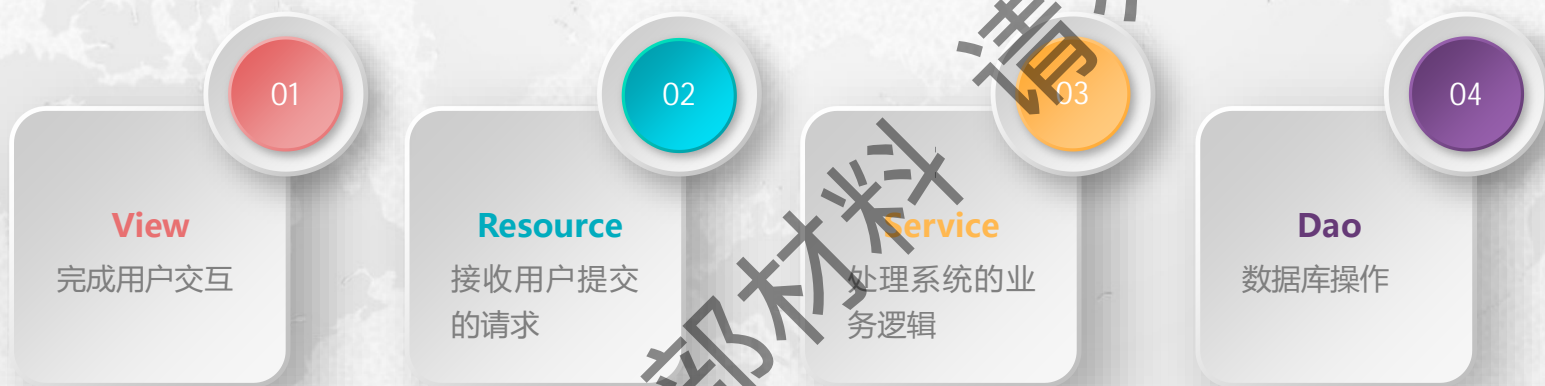 01
View
完成用户交互
02
Resource
接收用户提交
的请求
03
Service
处理系统的业
务逻辑
04
Dao
数据库操作
部材料 请